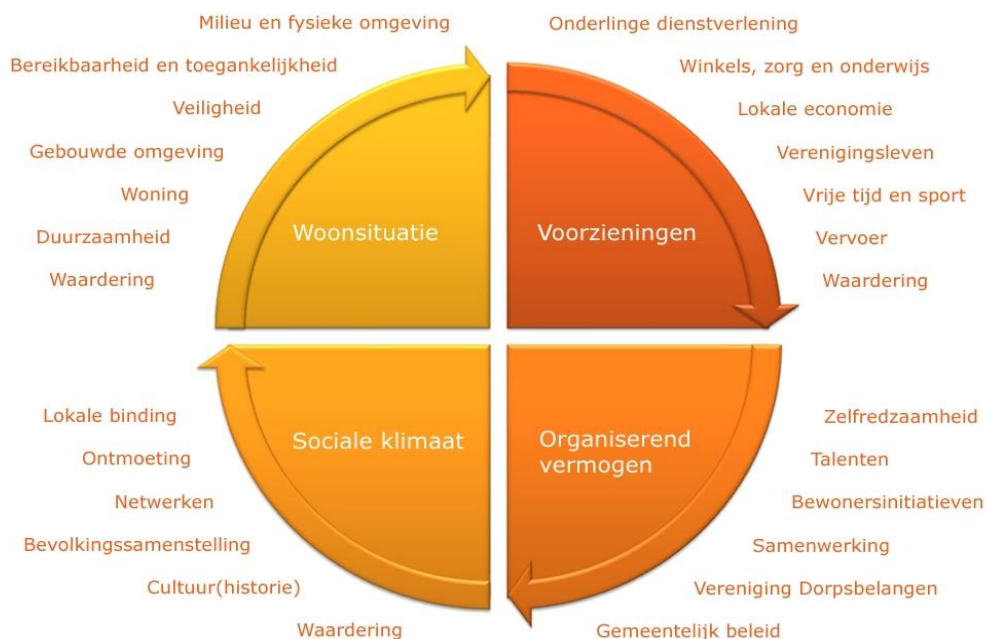 Milieu en fysieke omgeving
Bereikbaarheid en toegankelijkheid
Veiligheid
Gebouwde omgeving
Woning
Duurzaamheid
Waardering
Woonsituatie
Onderlinge dienstverlening
Winkels, zorg en onderwijs
Lokale economie
Verenigingsleven
Vrije tijd en sport
Vervoer
Waardering
Voorzieningen
Lokale binding
Ontmoeting
Netwerken
Bevolkingssamenstelling
Cultuur(historie)
Waardering
Sociale klimaat
Organiserend
vermogen
Zelfredzaamheid
Talenten
Bewonersinitiatieven
Samenwerking
Vereniging Dorpsbelangen
Gemeentelijk beleid